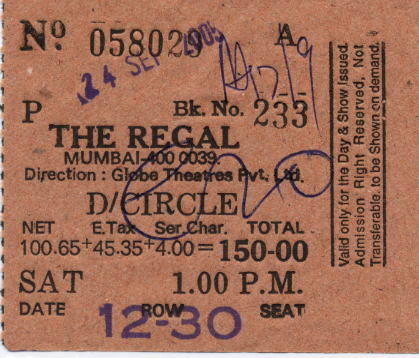 Nº 058029 A
24 SEP 2005
P Bk. No. 233
THE REGAL
MUMBAI-400 0039.
Direction : Globe Theatres Pvt. Ltd.
D/CIRCLE
NET E.Tax Ser.Char. TOTAL
100.65+45.35+4.00=150-00
SAT 1.00 P.M.
DATE ROW SEAT
12-30
Valid only for the Day & Show Issued.
Admission Right Reserved, Not
Transferable. to be Shown on demand.